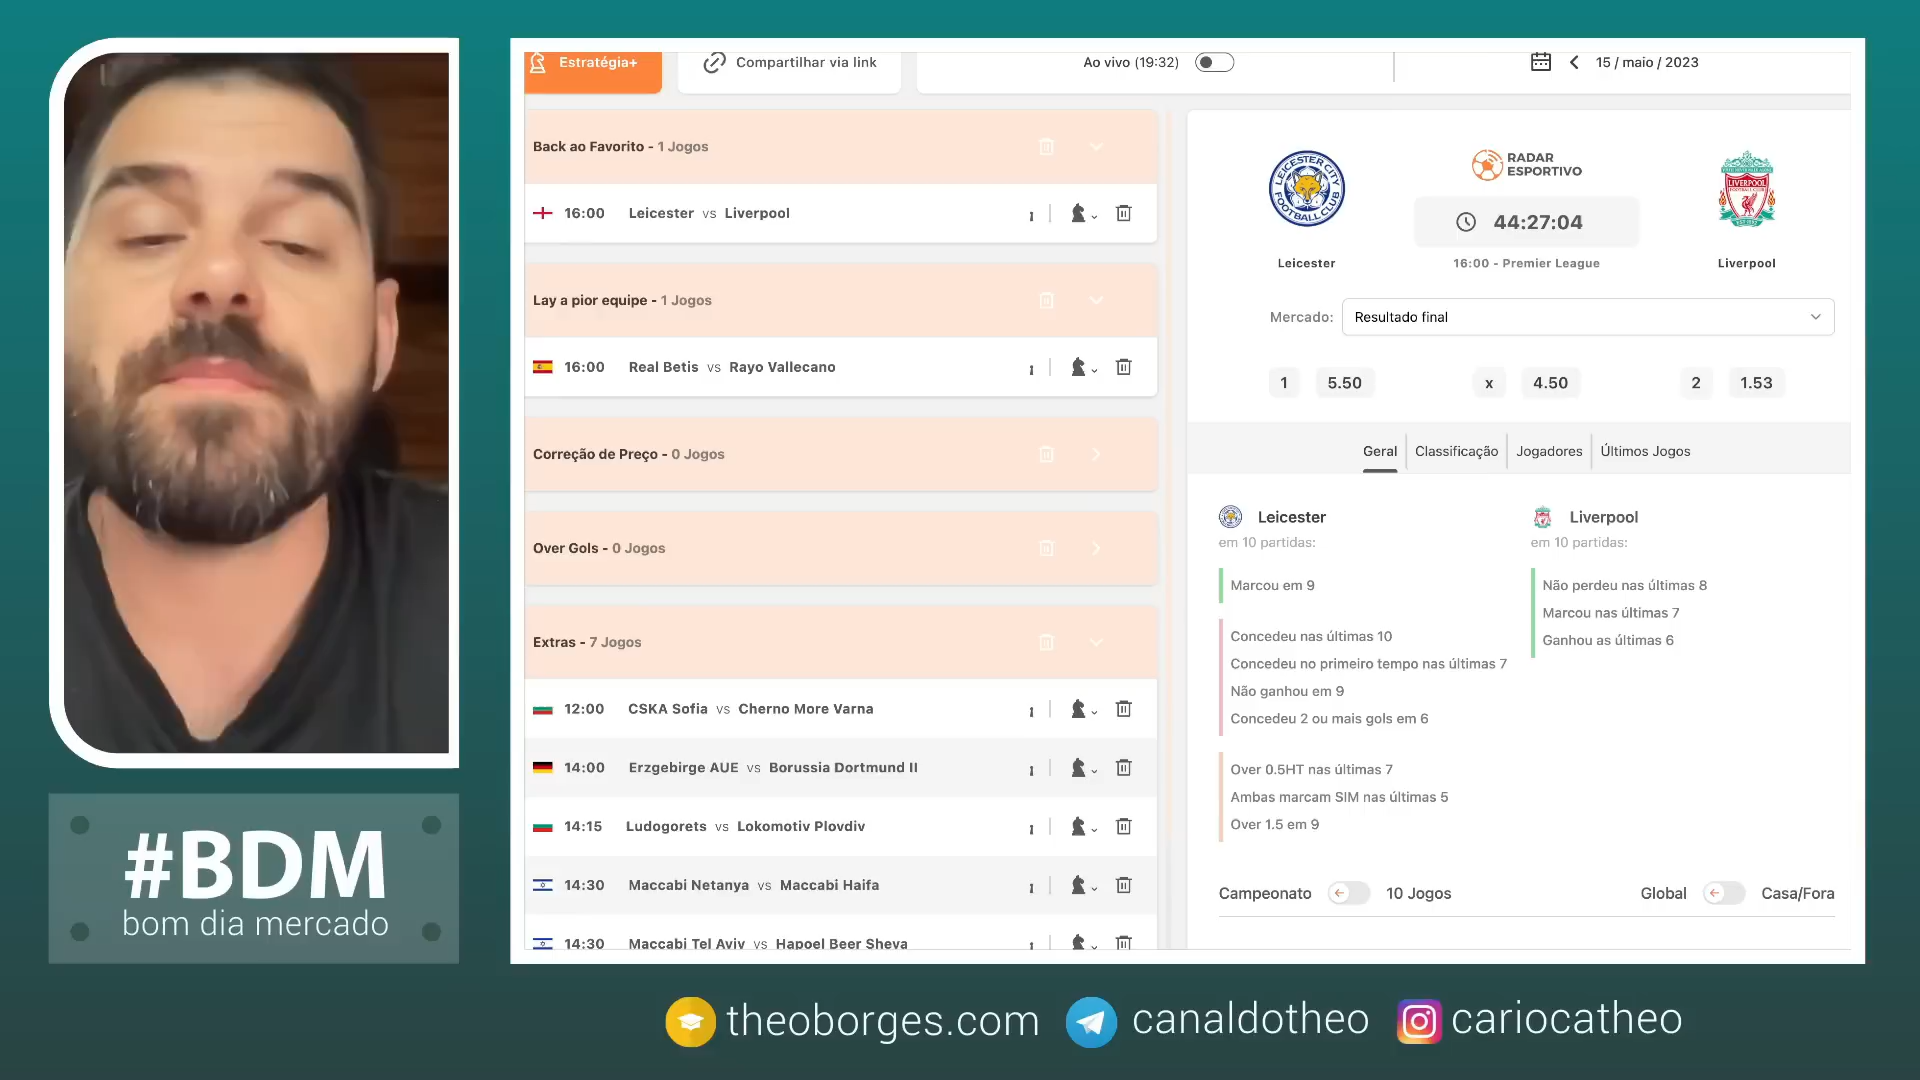 Estratégia+
Compartilhar via link
Ao vivo (19:32)
15 / maio / 2023
Back ao Favorito - 1 Jogos
16:00 Leicester vs Liverpool
Lay a pior equipe - 1 Jogos
16:00 Real Betis vs Rayo Vallecano
Correção de Preço - 0 Jogos
Over Gols - 0 Jogos
Extras - 7 Jogos
12:00 CSKA Sofia vs Cherno More Varna
14:00 Erzgebirge AUE vs Borussia Dortmund II
14:15 Ludogorets vs Lokomotiv Plovdiv
14:30 Maccabi Netanya vs Maccabi Haifa
14:30 Maccabi Tel Aviv vs Hapoel Beer Sheva
LEICESTER CITY
FOOTBALL CLUB
RADAR
ESPORTIVO
LIVERPOOL
44:27:04
Leicester
16:00 - Premier League
Liverpool
Mercado: Resultado final
1 5.50 x 4.50 2 1.53
Geral Classificação Jogadores Últimos Jogos
Leicester
em 10 partidas:
Marcou em 9
Concedeu nas últimas 10
Concedeu no primeiro tempo nas últimas 7
Não ganhou em 9
Concedeu 2 ou mais gols em 6
Over 0.5HT nas últimas 7
Ambas marcam SIM nas últimas 5
Over 1.5 em 9
Liverpool
em 10 partidas:
Não perdeu nas últimas 8
Marcou nas últimas 7
Ganhou as últimas 6
Campeonato 10 Jogos
Global Casa/Fora
#BDM
bom dia mercado
theoborges.com
canaldotheo
cariocatheo